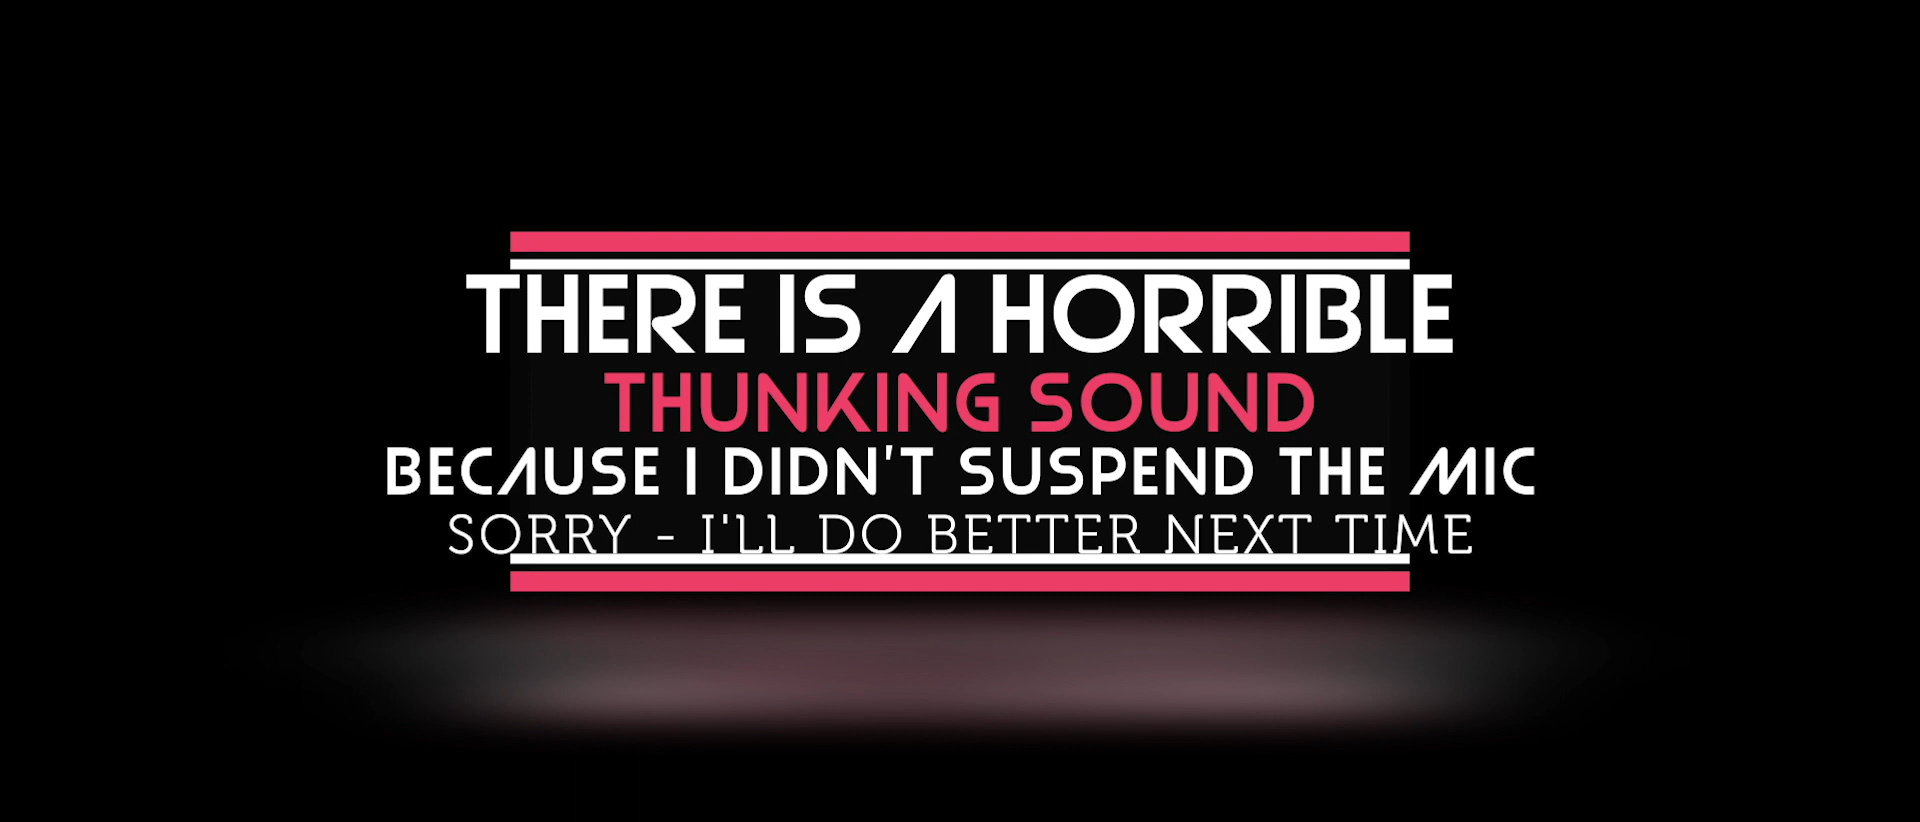 THERE IS A HORRIBLE
THUNKING SOUND
BECAUSE I DIDN'T SUSPEND THE MIC
SORRY - I'LL DO BETTER NEXT TIME